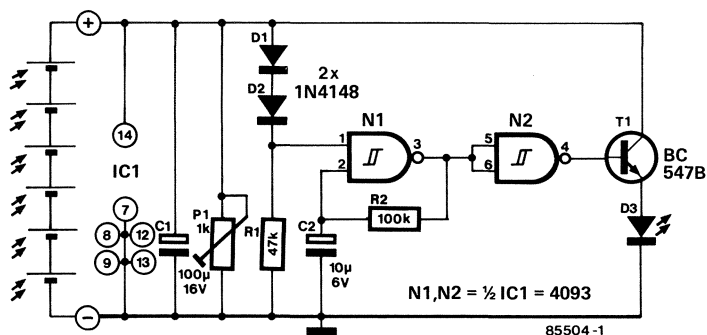 +
D1
D2
2x
1N4148
14
IC1
7
8
12
9
13
C1
100µ
16V
P1
1k
R1
47k
C2
10µ
6V
1
2
N1
3
R2
100k
5
6
N2
4
T1
BC
547B
D3
N1,N2 = ½ IC1 = 4093
−
85504-1